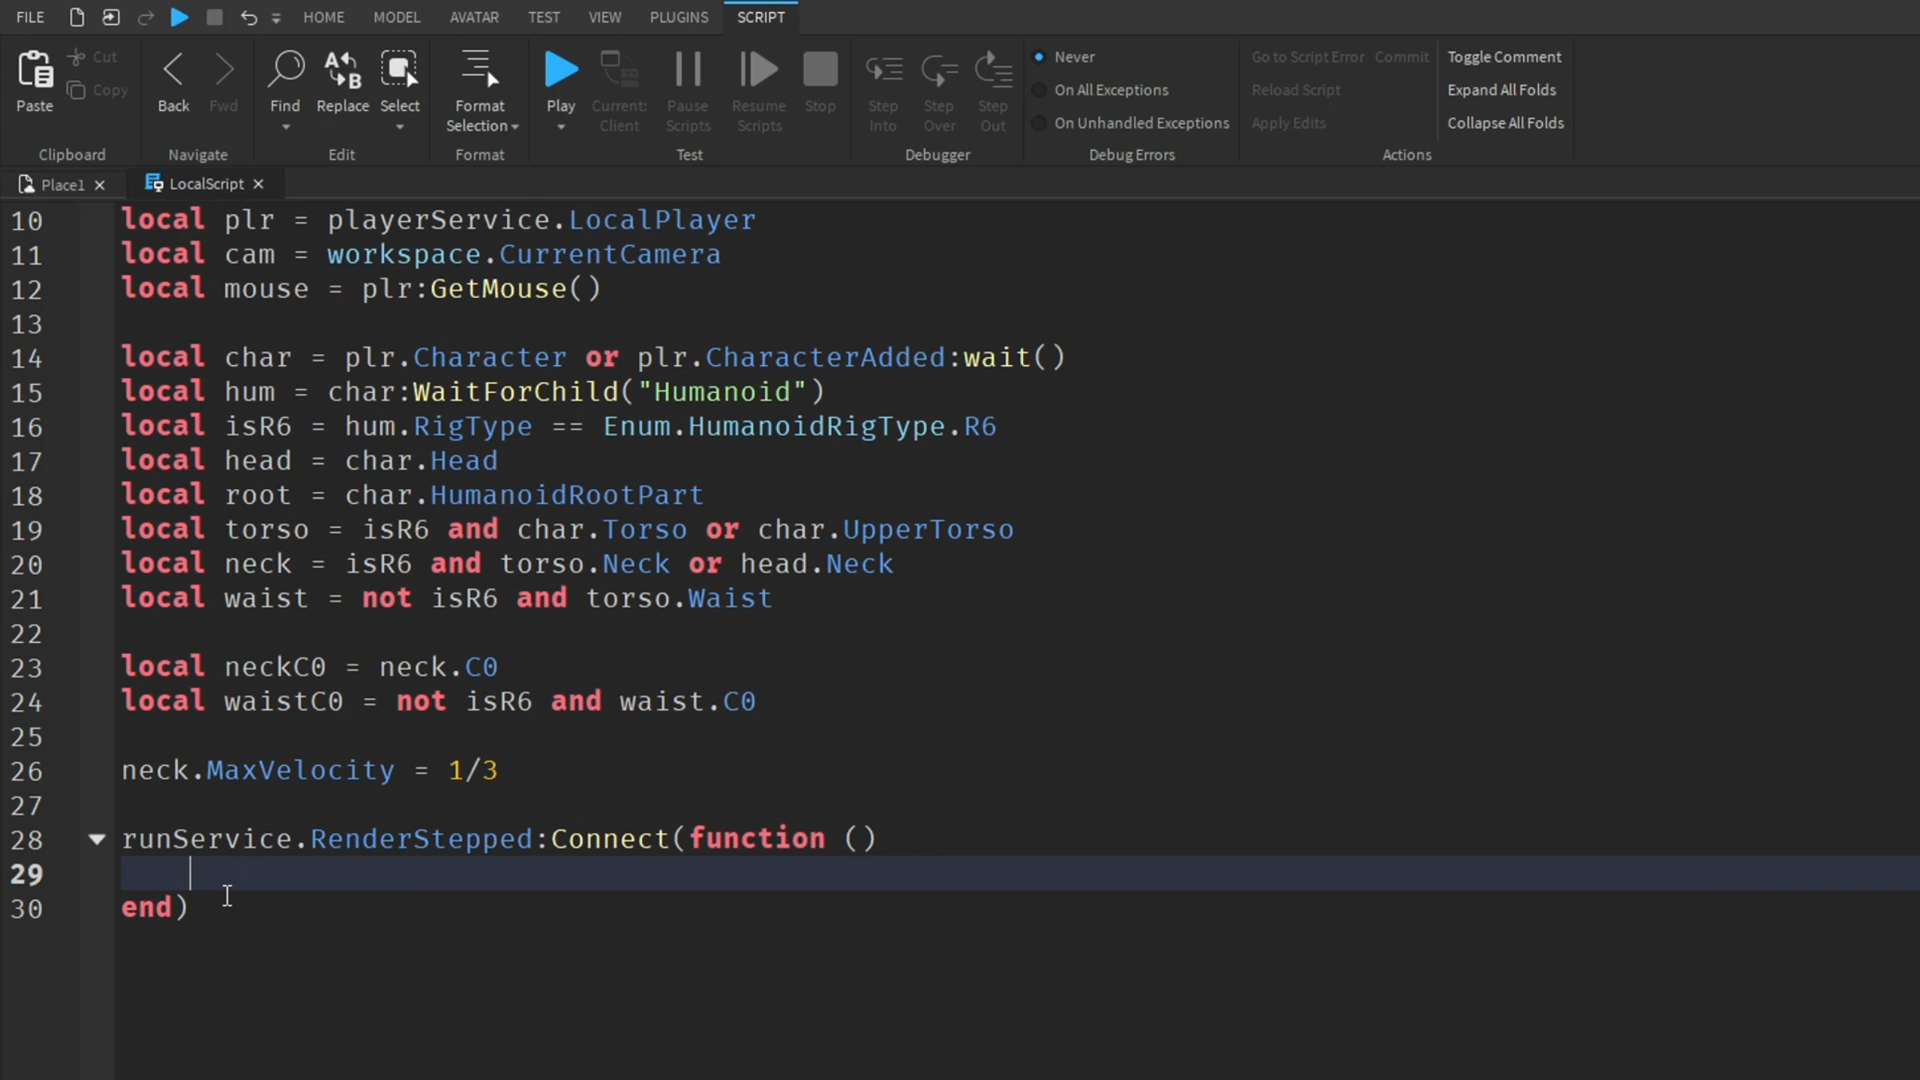 FILE HOME MODEL AVATAR TEST VIEW PLUGINS SCRIPT
Paste
Cut
Copy
Clipboard
Back
Fwd
Navigate
Find
Replace
Select
Edit
Format
Selection
Format
Play
Current:
Client
Pause
Scripts
Resume
Scripts
Stop
Test
Step
Into
Step
Over
Step
Out
Debugger
Never
On All Exceptions
On Unhandled Exceptions
Debug Errors
Go to Script Error
Commit
Reload Script
Apply Edits
Toggle Comment
Expand All Folds
Collapse All Folds
Actions
Place1
LocalScript
10 local plr = playerService.LocalPlayer
11 local cam = workspace.CurrentCamera
12 local mouse = plr:GetMouse()
13
14 local char = plr.Character or plr.CharacterAdded:wait()
15 local hum = char:WaitForChild("Humanoid")
16 local isR6 = hum.RigType == Enum.HumanoidRigType.R6
17 local head = char.Head
18 local root = char.HumanoidRootPart
19 local torso = isR6 and char.Torso or char.UpperTorso
20 local neck = isR6 and torso.Neck or head.Neck
21 local waist = not isR6 and torso.Waist
22
23 local neckC0 = neck.C0
24 local waistC0 = not isR6 and waist.C0
25
26 neck.MaxVelocity = 1/3
27
28 runService.RenderStepped:Connect(function ()
29
30 end)